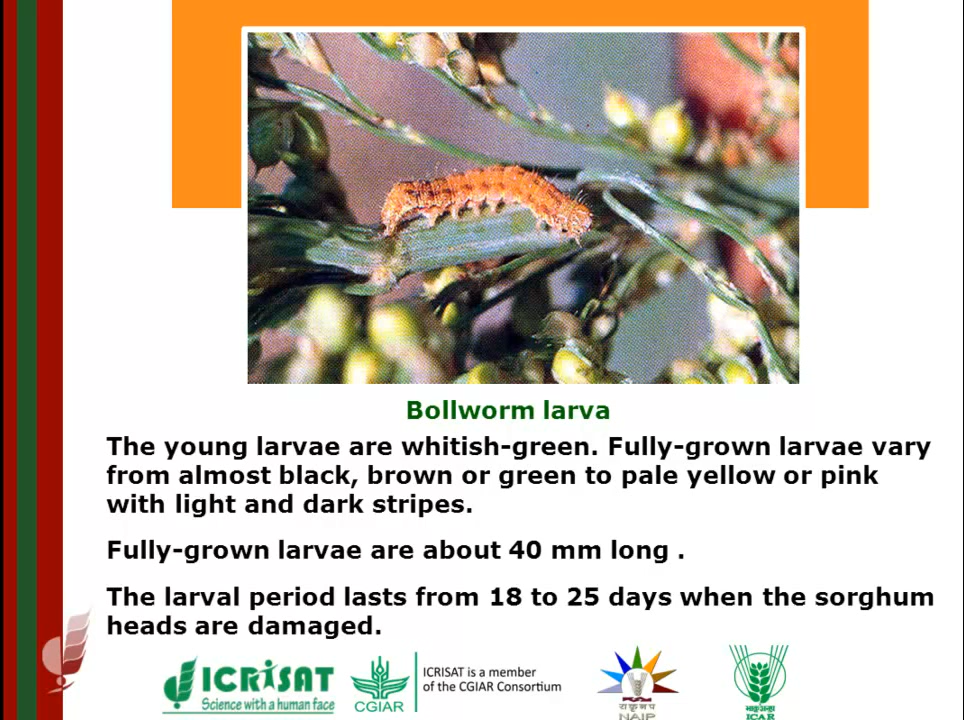 Bollworm larva
The young larvae are whitish-green. Fully-grown larvae vary
from almost black, brown or green to pale yellow or pink
with light and dark stripes.
Fully-grown larvae are about 40 mm long .
The larval period lasts from 18 to 25 days when the sorghum
heads are damaged.
ICRISAT
Science with a human face
CGIAR
ICRISAT is a member
of the CGIAR Consortium
NAIP
ICAR